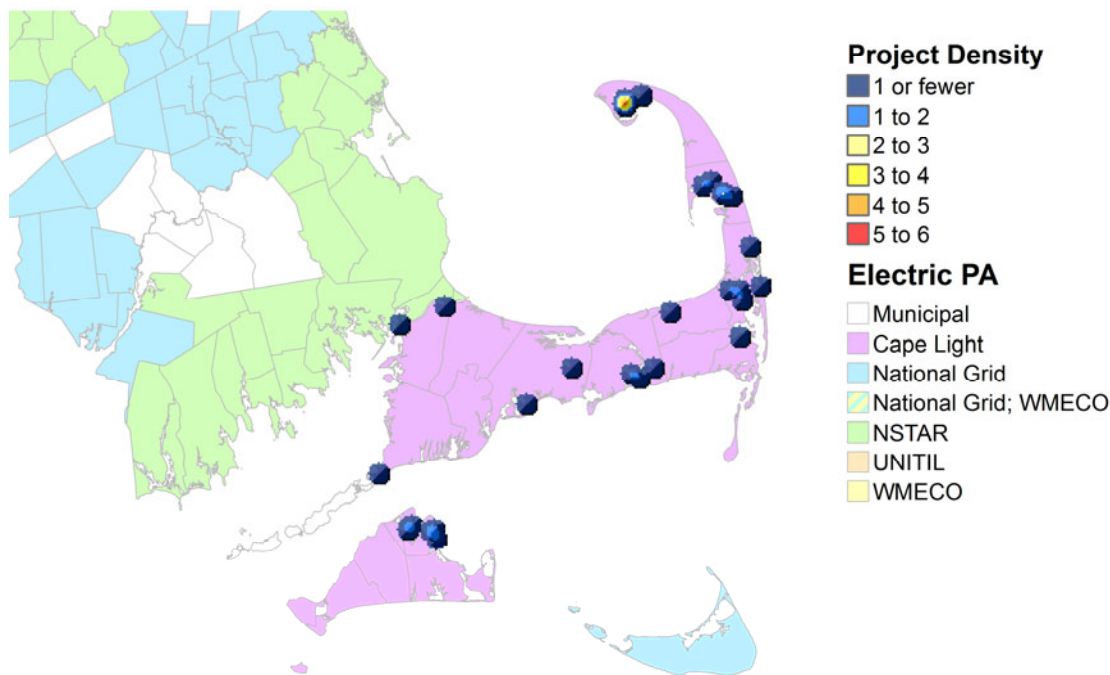 Project Density
1 or fewer
1 to 2
2 to 3
3 to 4
4 to 5
5 to 6
Electric PA
Municipal
Cape Light
National Grid
National Grid; WMECO
NSTAR
UNITIL
WMECO